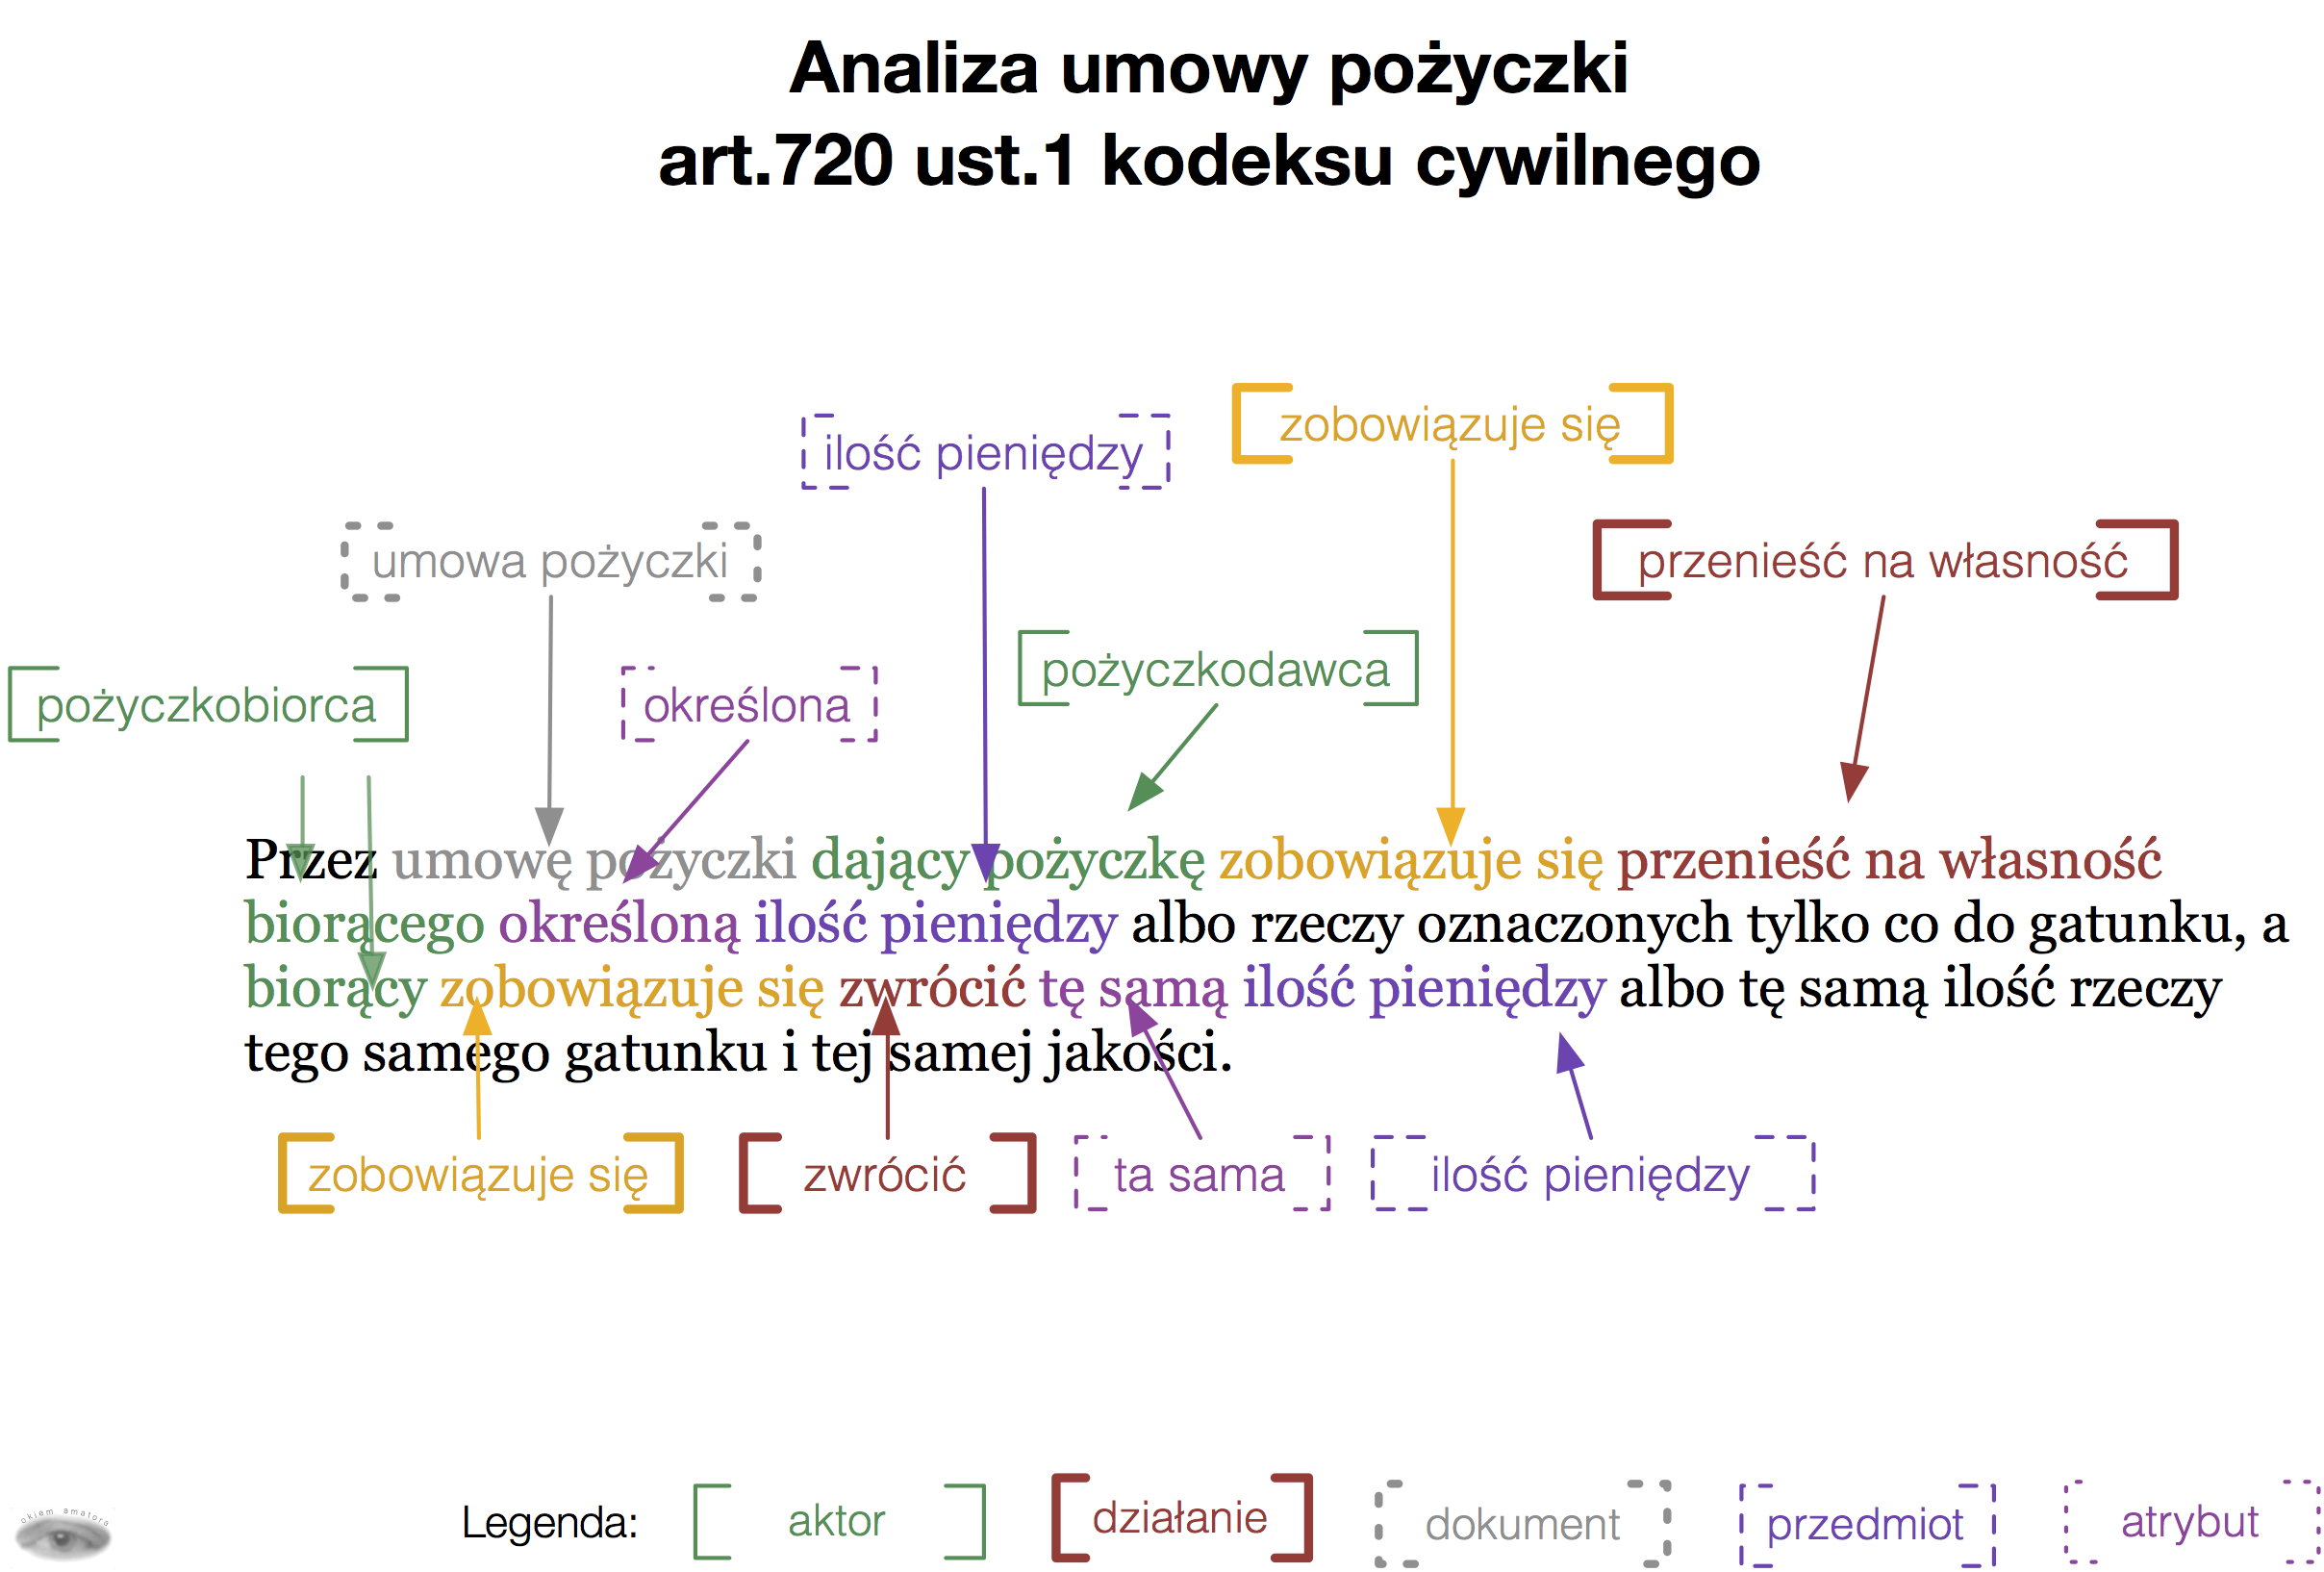 Analiza umowy pożyczki
art.720 ust.1 kodeksu cywilnego
zobowiązuje się
ilość pieniędzy
umowa pożyczki
przenieść na własność
pożyczkodawca
pożyczkobiorca
określona
Przez umowę pożyczki dający pożyczkę zobowiązuje się przenieść na własność
biorącego określoną ilość pieniędzy albo rzeczy oznaczonych tylko co do gatunku, a
biorący zobowiązuje się zwrócić tę samą ilość pieniędzy albo tę samą ilość rzeczy
tego samego gatunku i tej samej jakości.
zobowiązuje się
zwrócić
ta sama
ilość pieniędzy
okiem amatora
Legenda:
aktor
działanie
dokument
przedmiot
atrybut